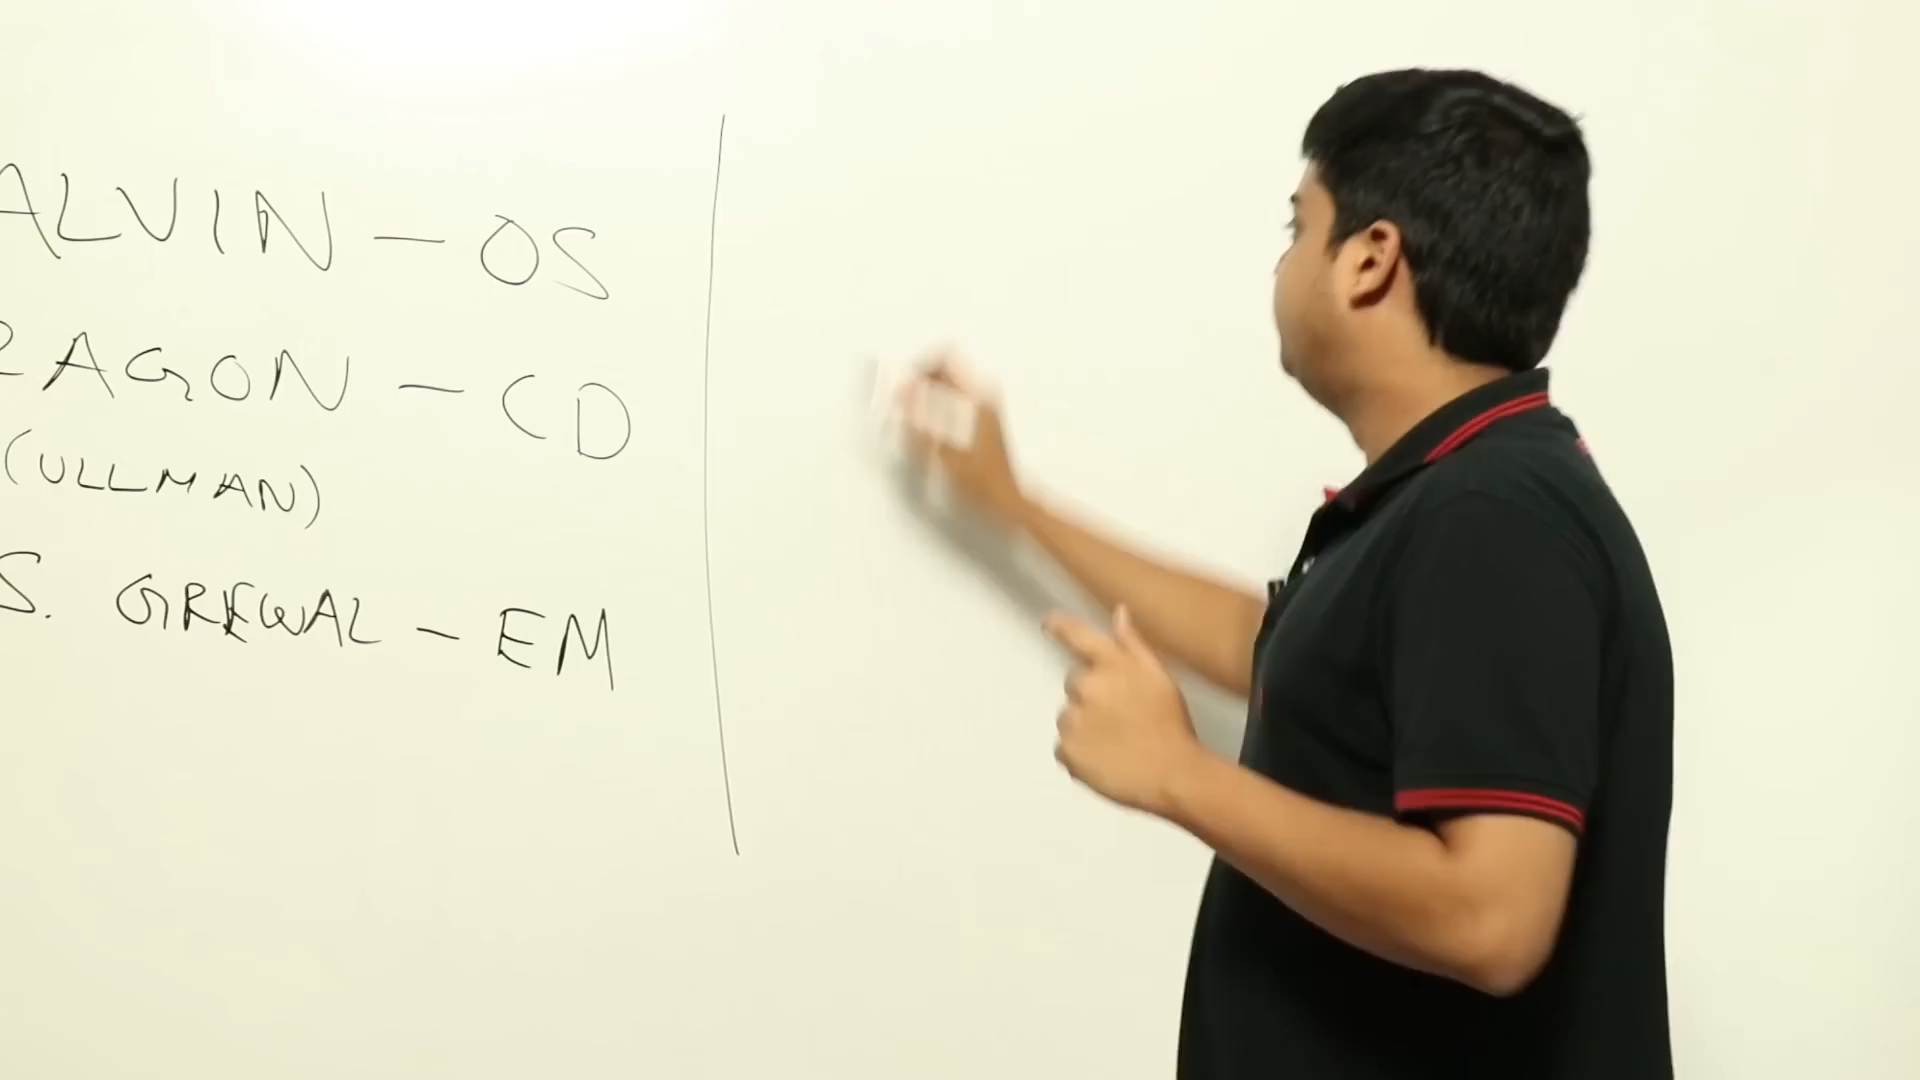 ALVIN - OS
RAGON - CD
(ULLMAN)
S. GREWAL - EM